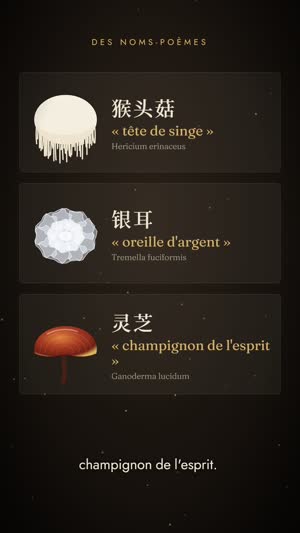 DES NOMS-POÈMES
猴头菇
« tête de singe »
Hericium erinaceus
银耳
« oreille d'argent »
Tremella fuciformis
灵芝
« champignon de l'esprit
»
Ganoderma lucidum
champignon de l'esprit.